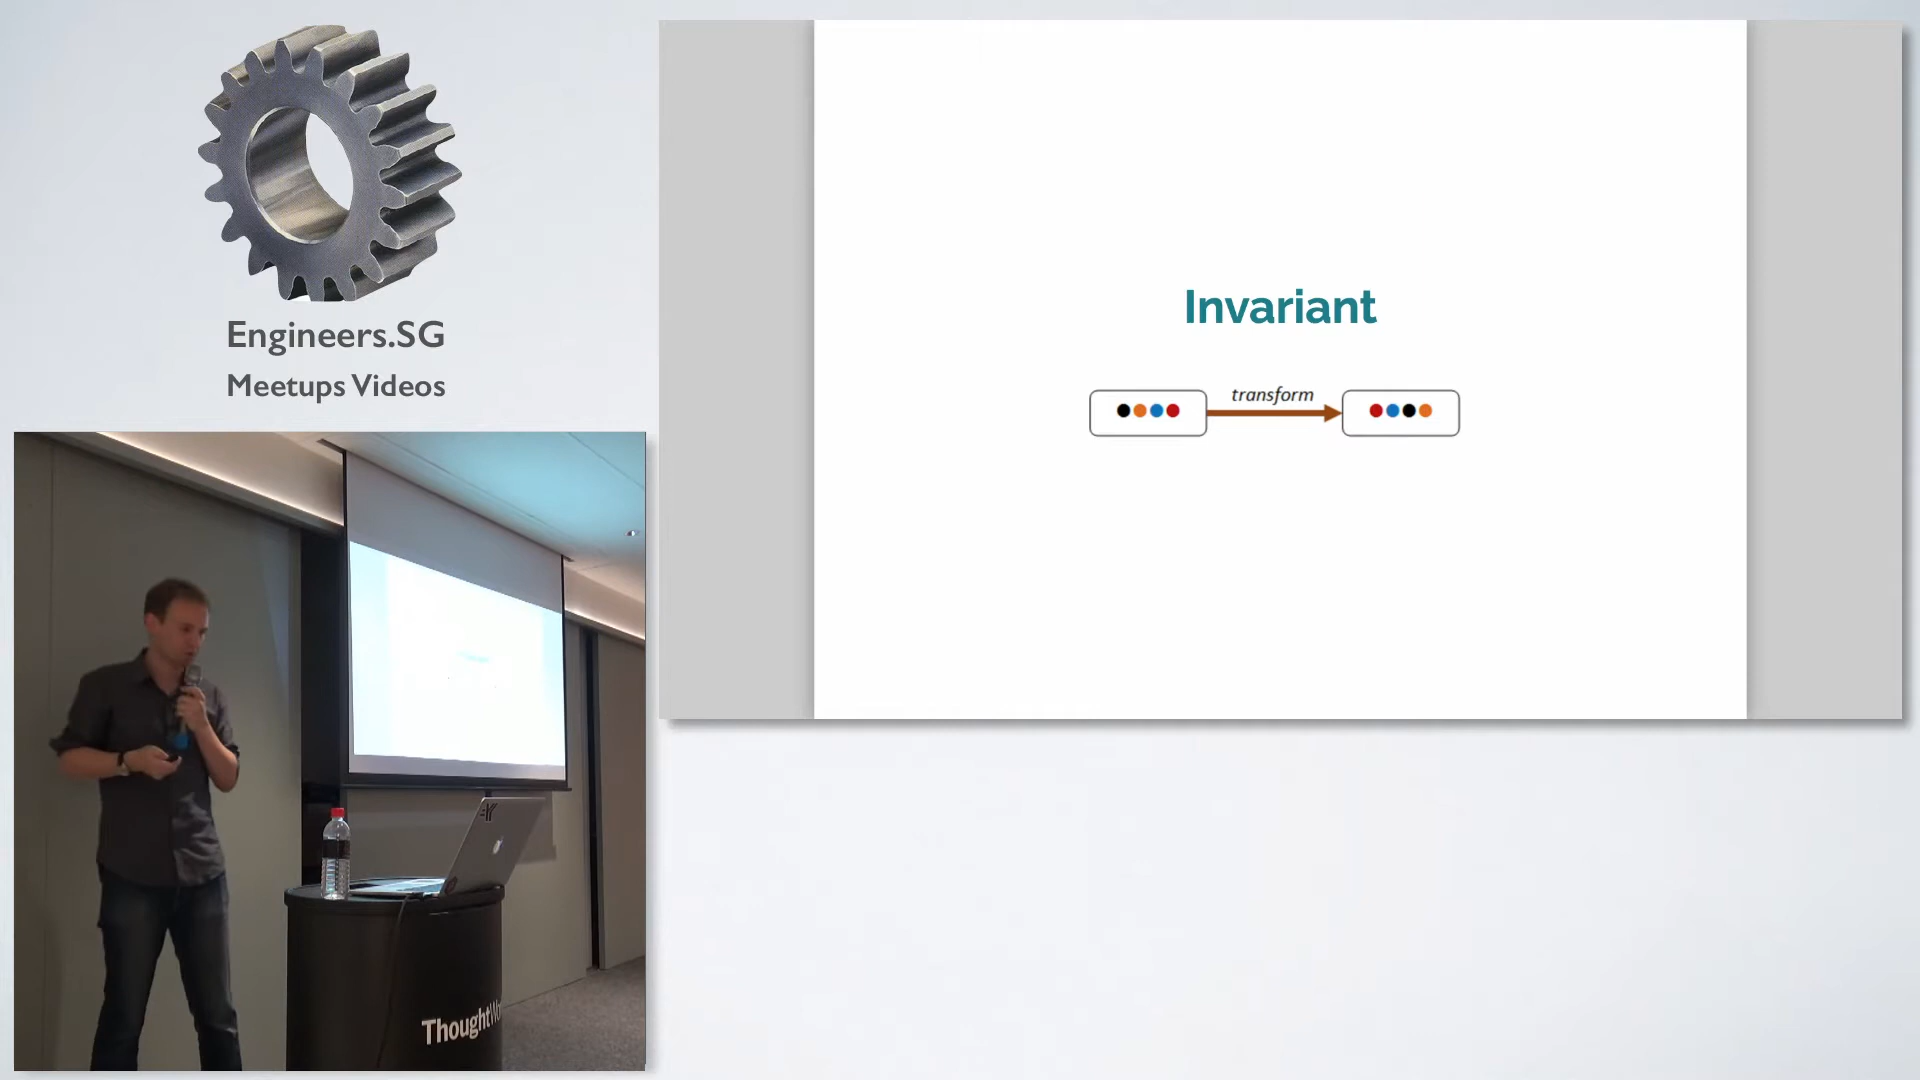 Engineers.SG
Meetups Videos
Invariant
transform
ThoughtWo